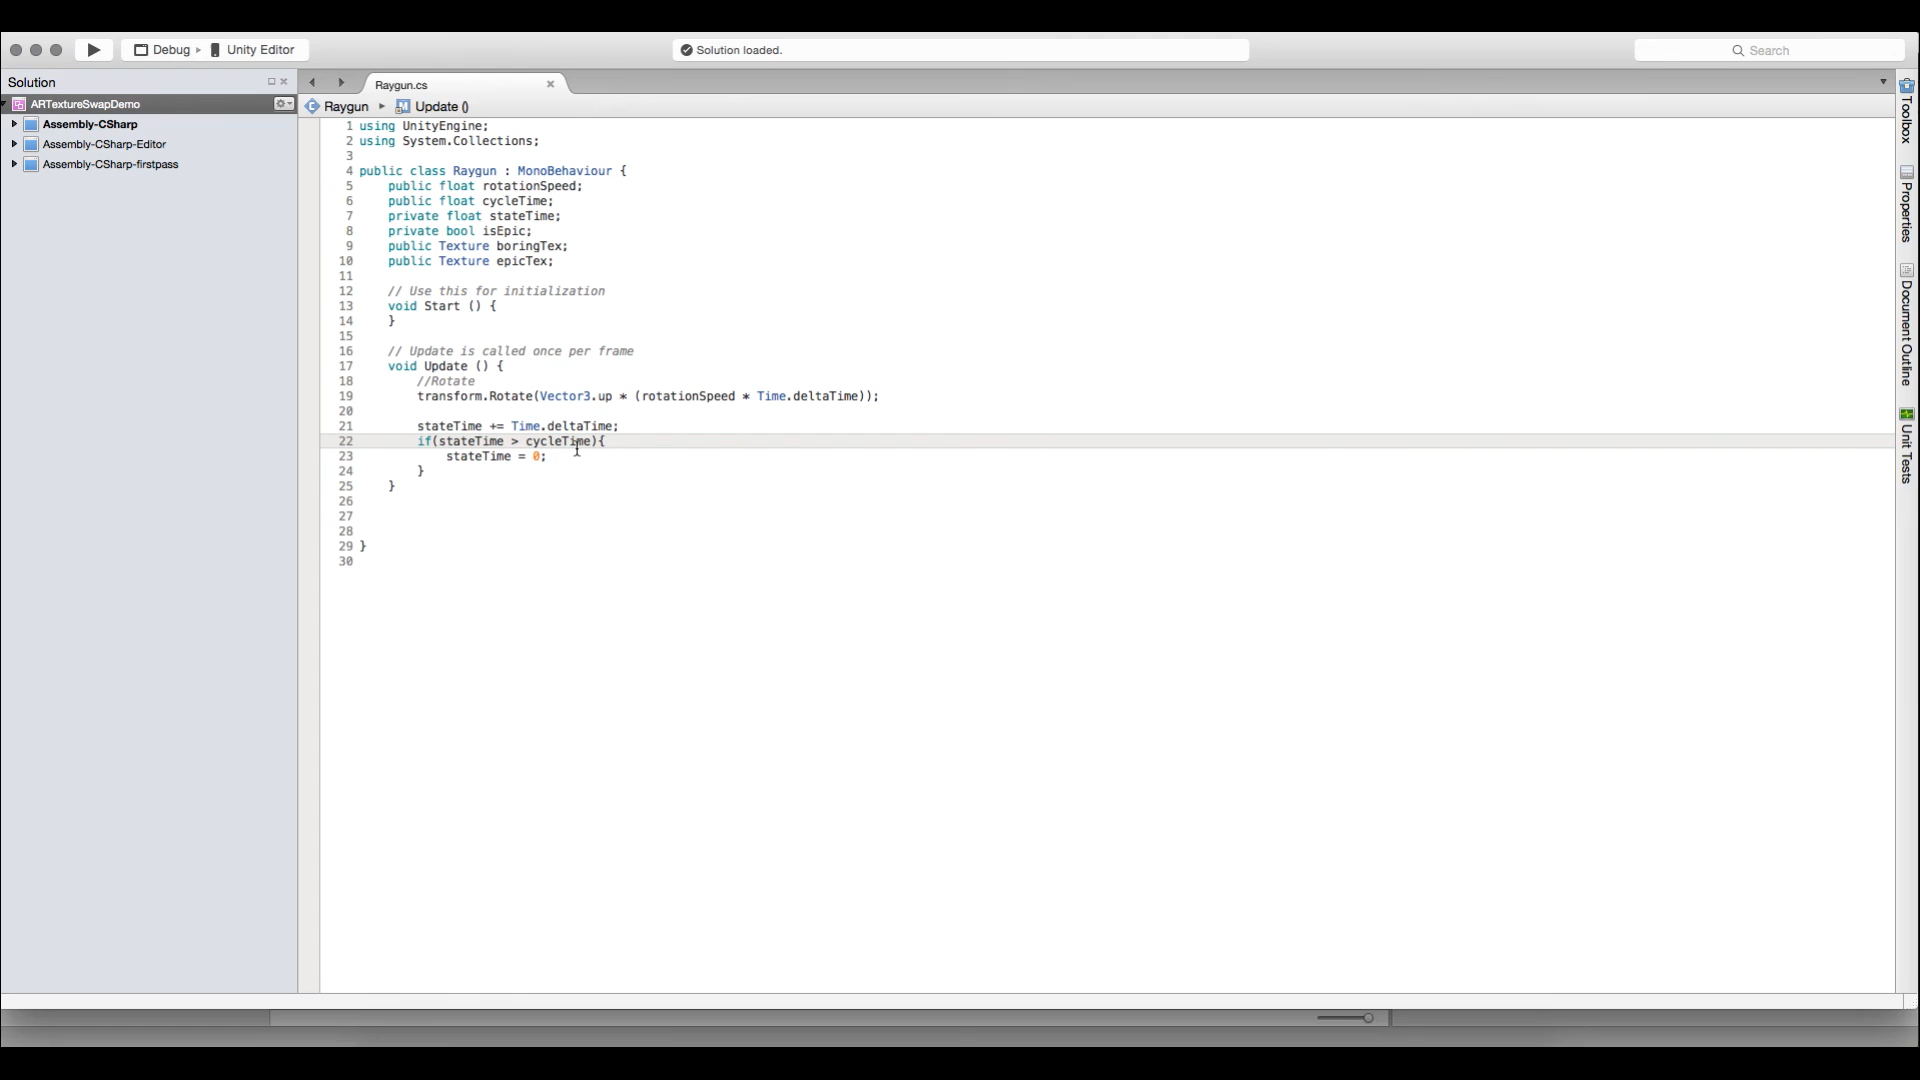 Debug
Unity Editor
Solution loaded.
Search
Solution
Raygun.cs
ARTextureSwapDemo
Raygun
Update ()
Assembly-CSharp
Assembly-CSharp-Editor
Assembly-CSharp-firstpass
1 using UnityEngine;
2 using System.Collections;
3
4 public class Raygun : MonoBehaviour {
5 public float rotationSpeed;
6 public float cycleTime;
7 private float stateTime;
8 private bool isEpic;
9 public Texture boringTex;
10 public Texture epicTex;
11
12 // Use this for initialization
13 void Start () {
14 }
15
16 // Update is called once per frame
17 void Update () {
18 //Rotate
19 transform.Rotate(Vector3.up * (rotationSpeed * Time.deltaTime));
20
21 stateTime += Time.deltaTime;
22 if(stateTime > cycleTime){
23 stateTime = 0;
24 }
25 }
26
27
28
29 }
30
Toolbox
Properties
Document Outline
Unit Tests